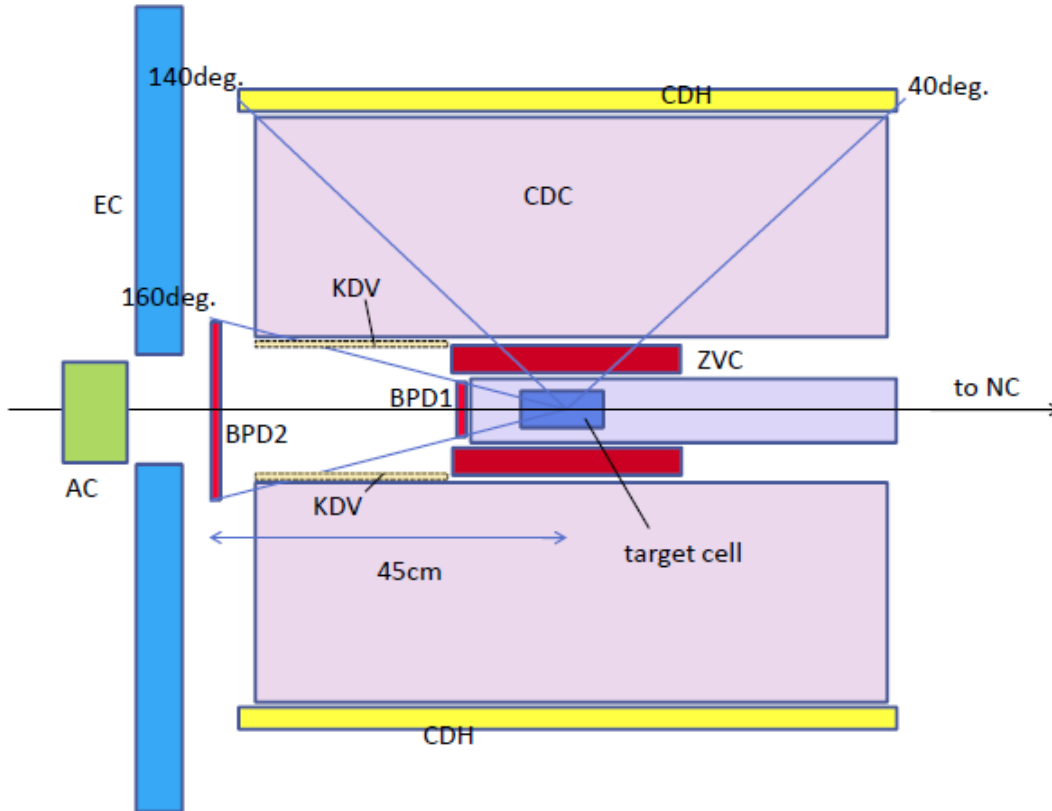 140deg.
CDH
40deg.
CDC
EC
KDV
160deg.
ZVC
BPD1
to NC
BPD2
AC
KDV
target cell
45cm
CDH